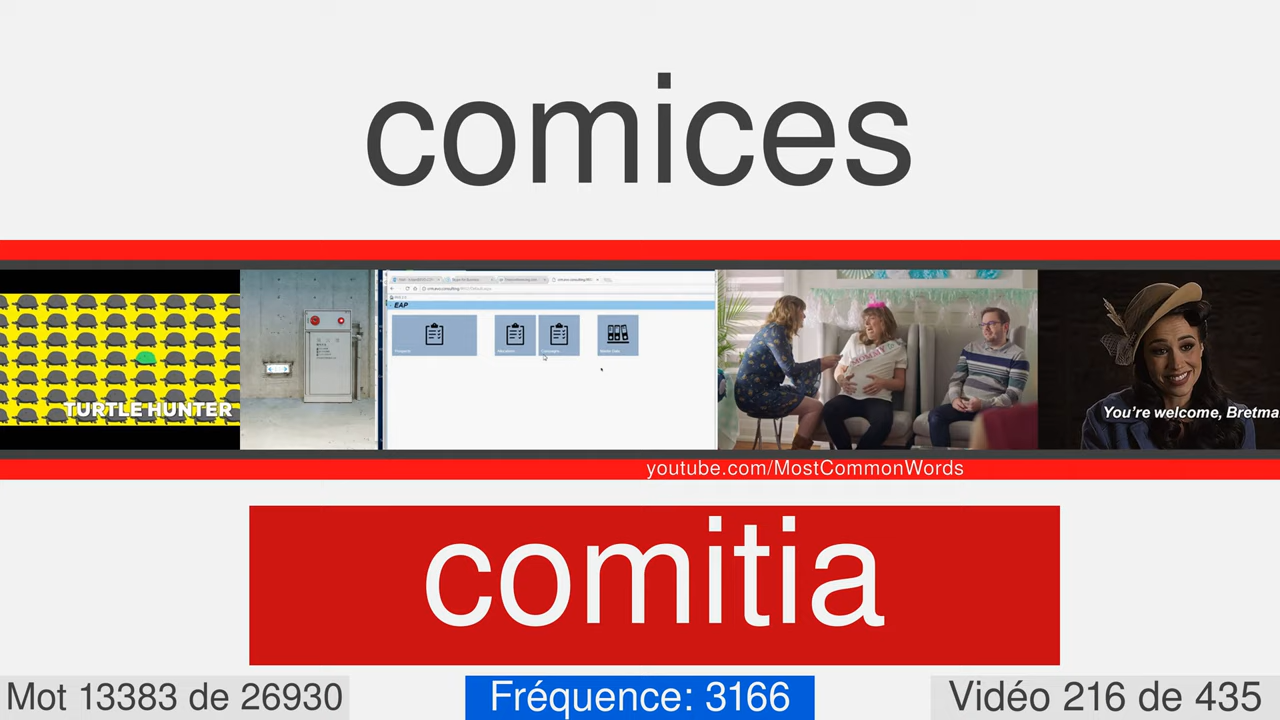 comices
TURTLE HUNTER
EAP
You're welcome, Bretma
youtube.com/MostCommonWords
comitia
Mot 13383 de 26930
Fréquence: 3166
Vidéo 216 de 435